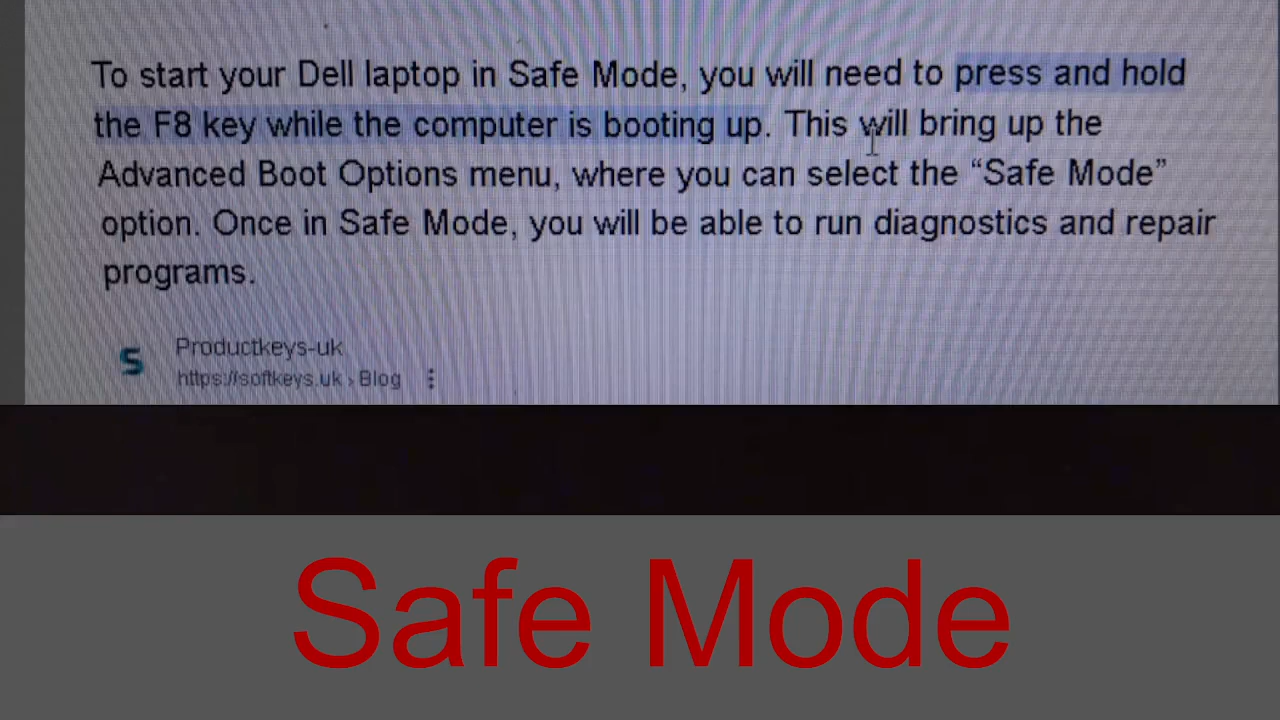 To start your Dell laptop in Safe Mode, you will need to press and hold
the F8 key while the computer is booting up. This will bring up the
Advanced Boot Options menu, where you can select the “Safe Mode”
option. Once in Safe Mode, you will be able to run diagnostics and repair
programs.
S
Productkeys-uk
https://softkeys.uk › Blog
Safe Mode